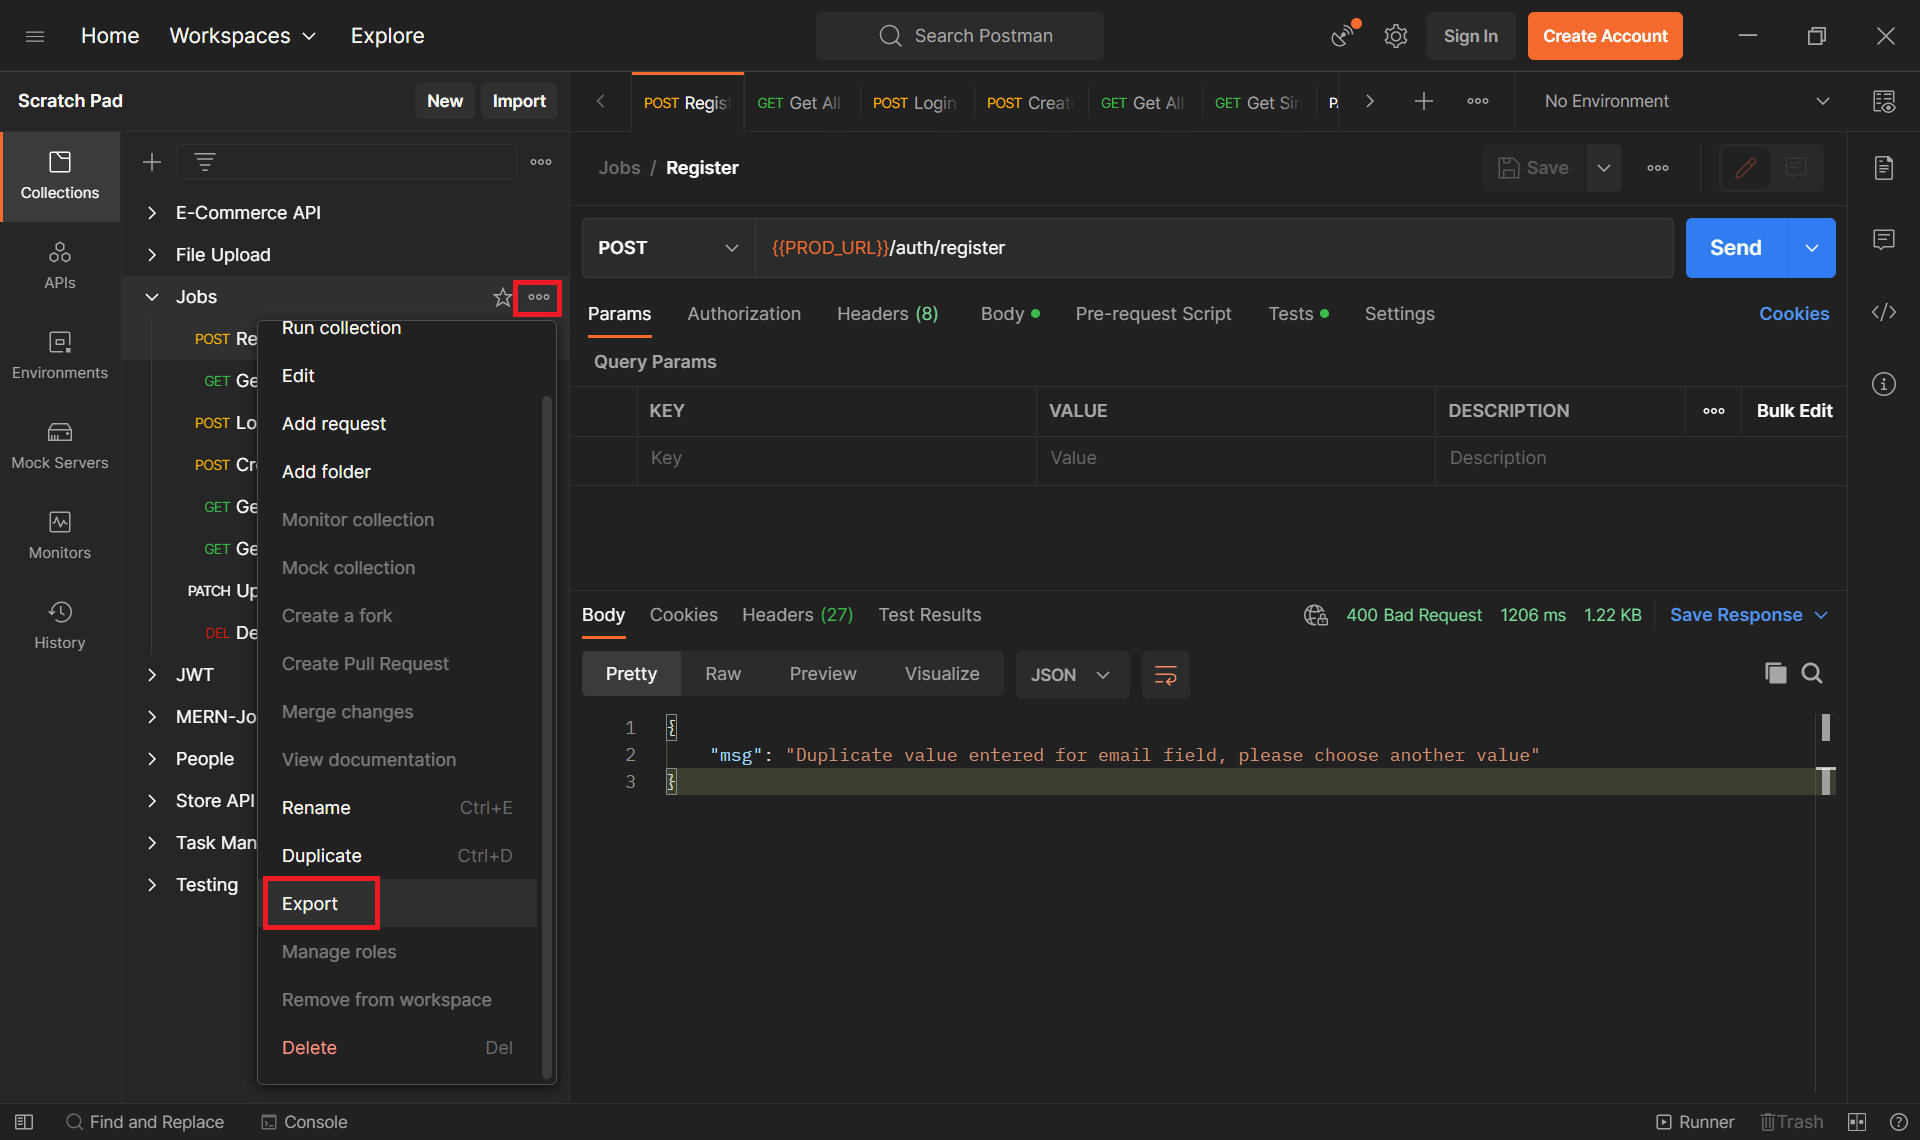 Home Workspaces Explore Search Postman Sign In Create Account
Scratch Pad New Import
POST Regist GET Get All POST Login POST Creat GET Get All GET Get Sin P. No Environment
Collections
APIs
Environments
Mock Servers
Monitors
History
E-Commerce API
File Upload
Jobs
POST Re
GET Ge
POST Lo
POST Cre
GET Ge
GET Ge
PATCH Up
DEL De
JWT
MERN-Jo
People
Store API
Task Man
Testing
Run collection
Edit
Add request
Add folder
Monitor collection
Mock collection
Create a fork
Create Pull Request
Merge changes
View documentation
Rename Ctrl+E
Duplicate Ctrl+D
Export
Manage roles
Remove from workspace
Delete Del
Jobs / Register Save
POST {{PROD_URL}}/auth/register Send
Params Authorization Headers (8) Body Pre-request Script Tests Settings Cookies
Query Params
KEY VALUE DESCRIPTION Bulk Edit
Key Value Description
Body Cookies Headers (27) Test Results 400 Bad Request 1206 ms 1.22 KB Save Response
Pretty Raw Preview Visualize JSON
1 {
2 "msg": "Duplicate value entered for email field, please choose another value"
3 }
Find and Replace Console Runner Trash